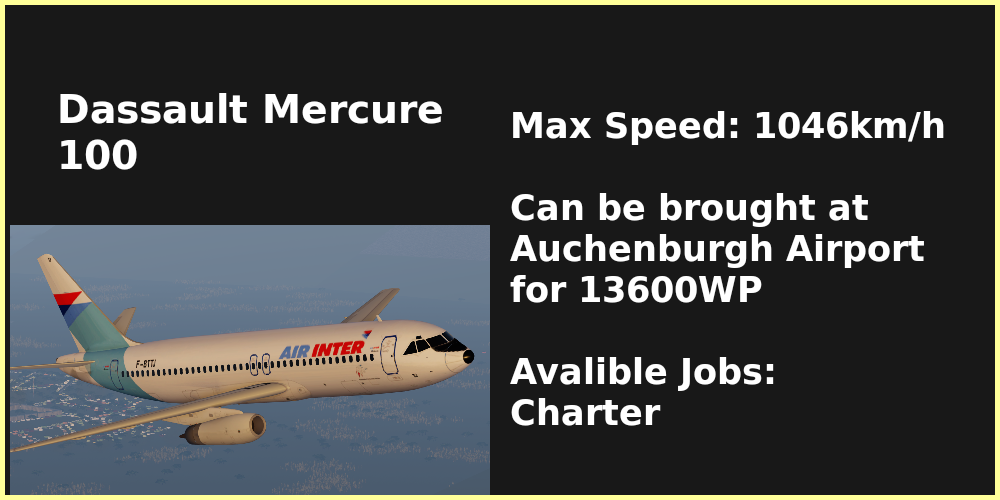 Dassault Mercure
100
Max Speed: 1046km/h
Can be brought at
Auchenburgh Airport
for 13600WP
Avalible Jobs:
Charter
AIR INTER
F-BTTJ